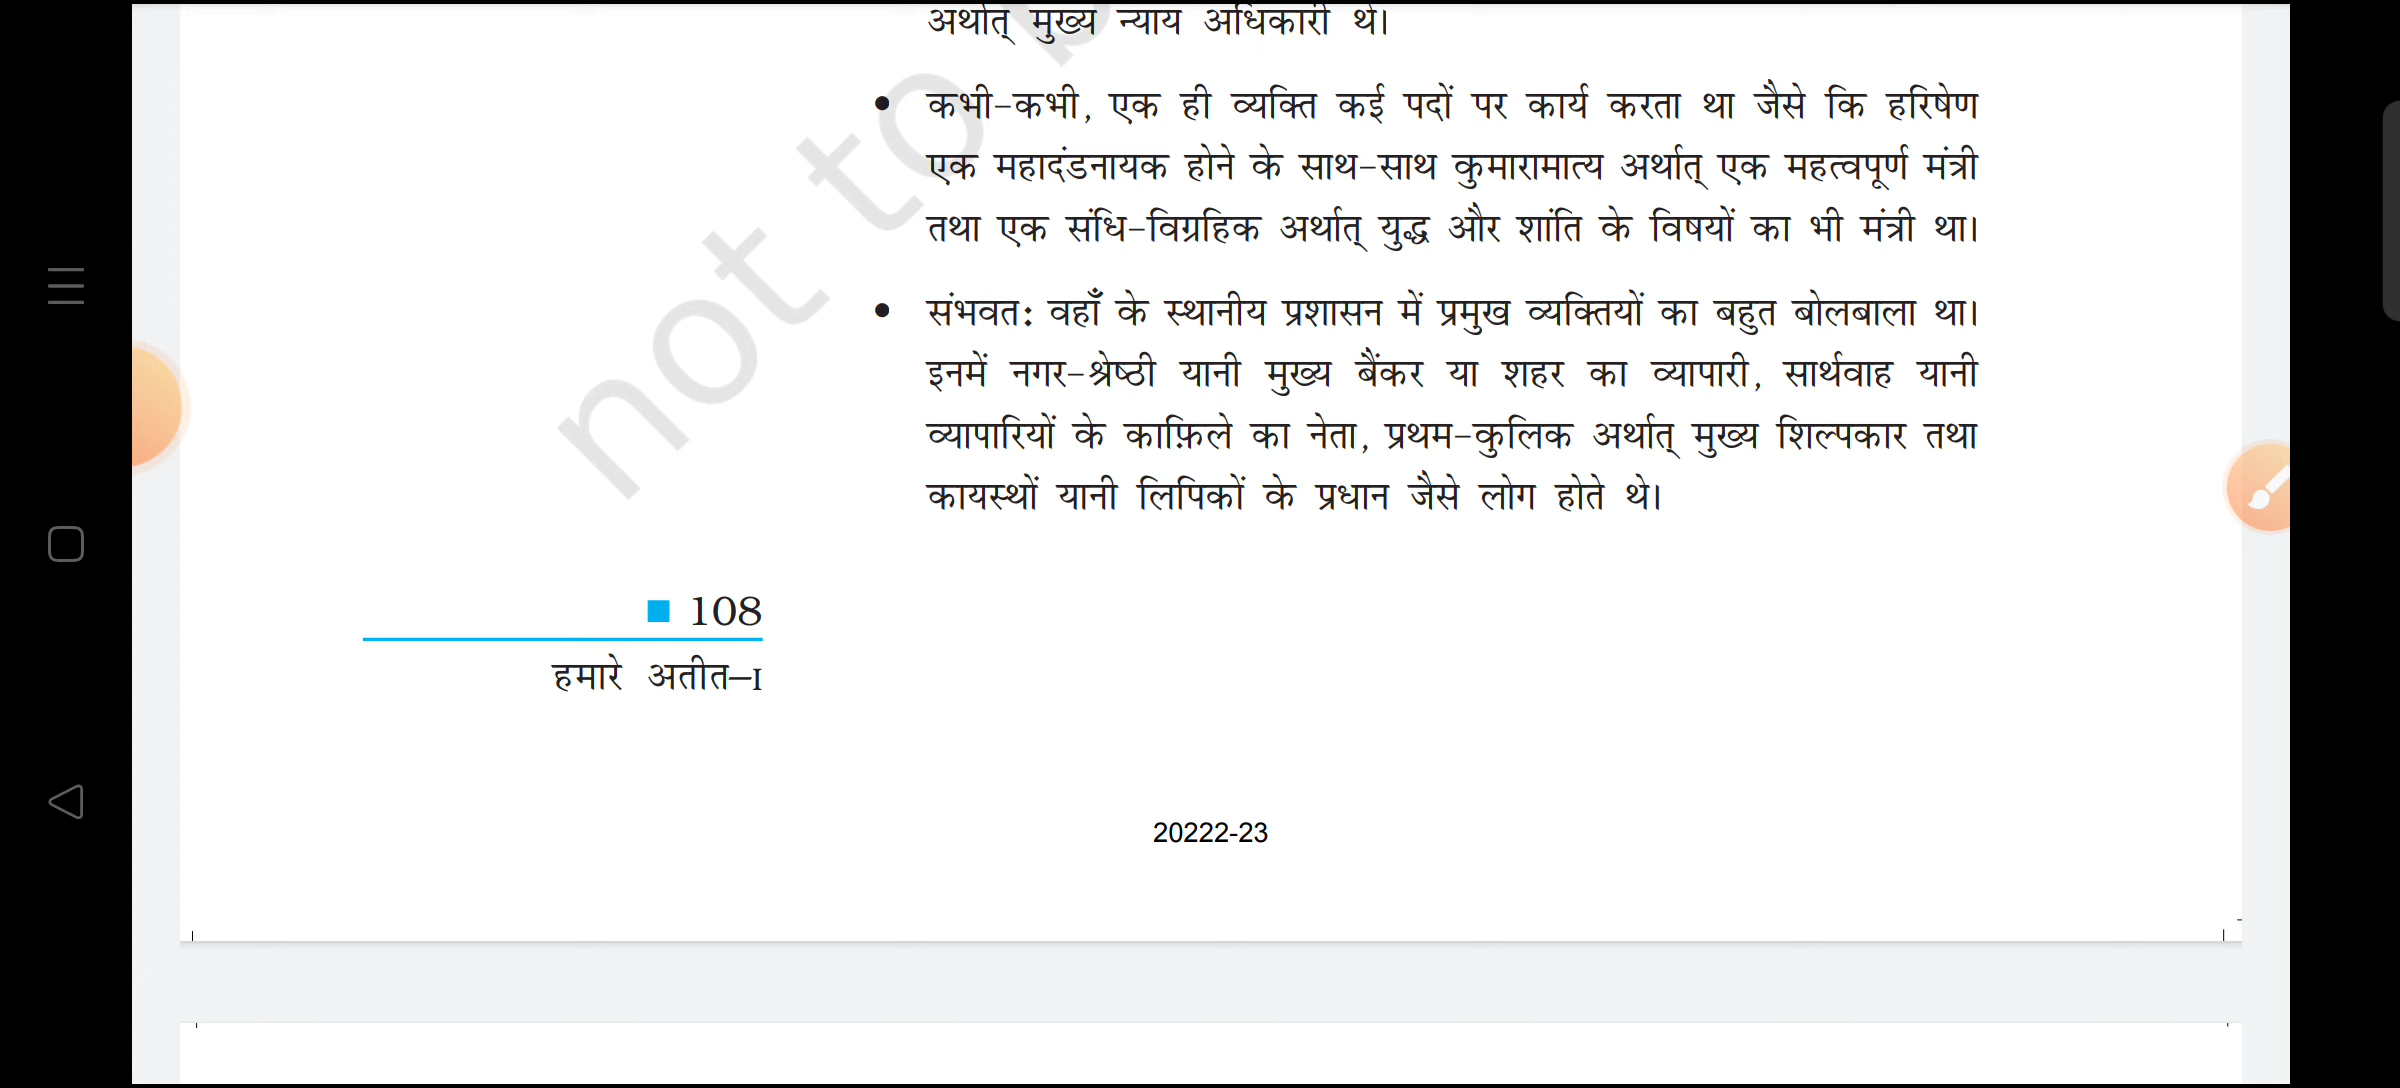 अर्थात् मुख्य न्याय अधिकारी थे।
• कभी-कभी, एक ही व्यक्ति कई पदों पर कार्य करता था जैसे कि हरिषेण
एक महादंडनायक होने के साथ-साथ कुमारामात्य अर्थात् एक महत्वपूर्ण मंत्री
तथा एक संधि-विग्रहिक अर्थात् युद्ध और शांति के विषयों का भी मंत्री था।
• संभवतः वहाँ के स्थानीय प्रशासन में प्रमुख व्यक्तियों का बहुत बोलबाला था।
इनमें नगर-श्रेष्ठी यानी मुख्य बैंकर या शहर का व्यापारी, सार्थवाह यानी
व्यापारियों के काफ़िले का नेता, प्रथम-कुलिक अर्थात् मुख्य शिल्पकार तथा
कायस्थों यानी लिपिकों के प्रधान जैसे लोग होते थे।
not to
108
हमारे अतीत–I
20222-23